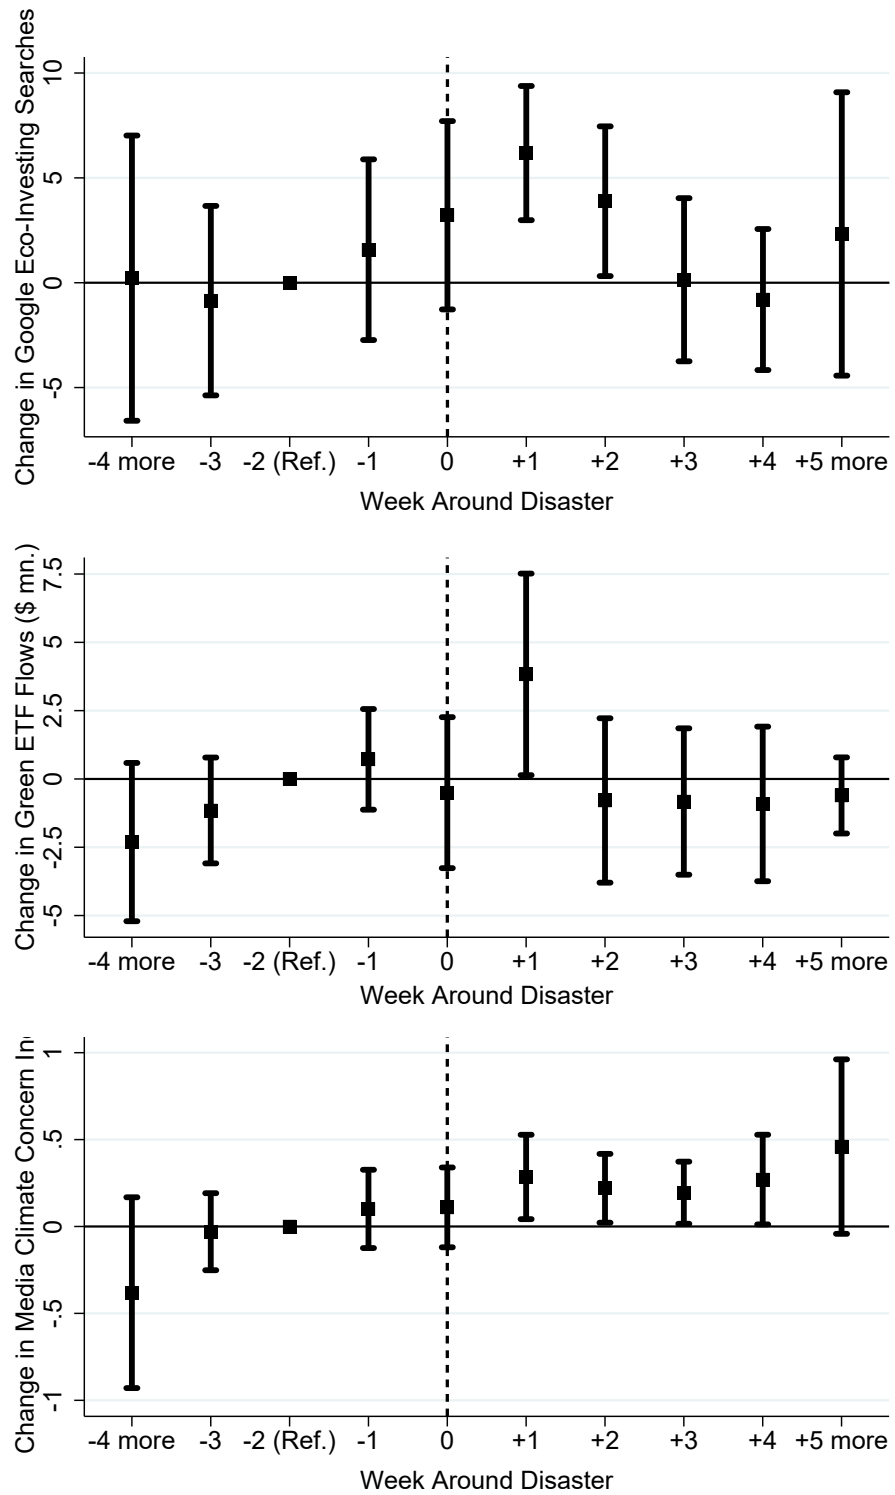 Change in Google Eco-Investing Searches
10
5
0
-5
-4 more -3 -2 (Ref.) -1 0 +1 +2 +3 +4 +5 more
Week Around Disaster
Change in Green ETF Flows ($ mn.)
7.5
5
2.5
0
-2.5
-5
-4 more -3 -2 (Ref.) -1 0 +1 +2 +3 +4 +5 more
Week Around Disaster
Change in Media Climate Concern
1
.5
0
-.5
-1
-4 more -3 -2 (Ref.) -1 0 +1 +2 +3 +4 +5 more
Week Around Disaster